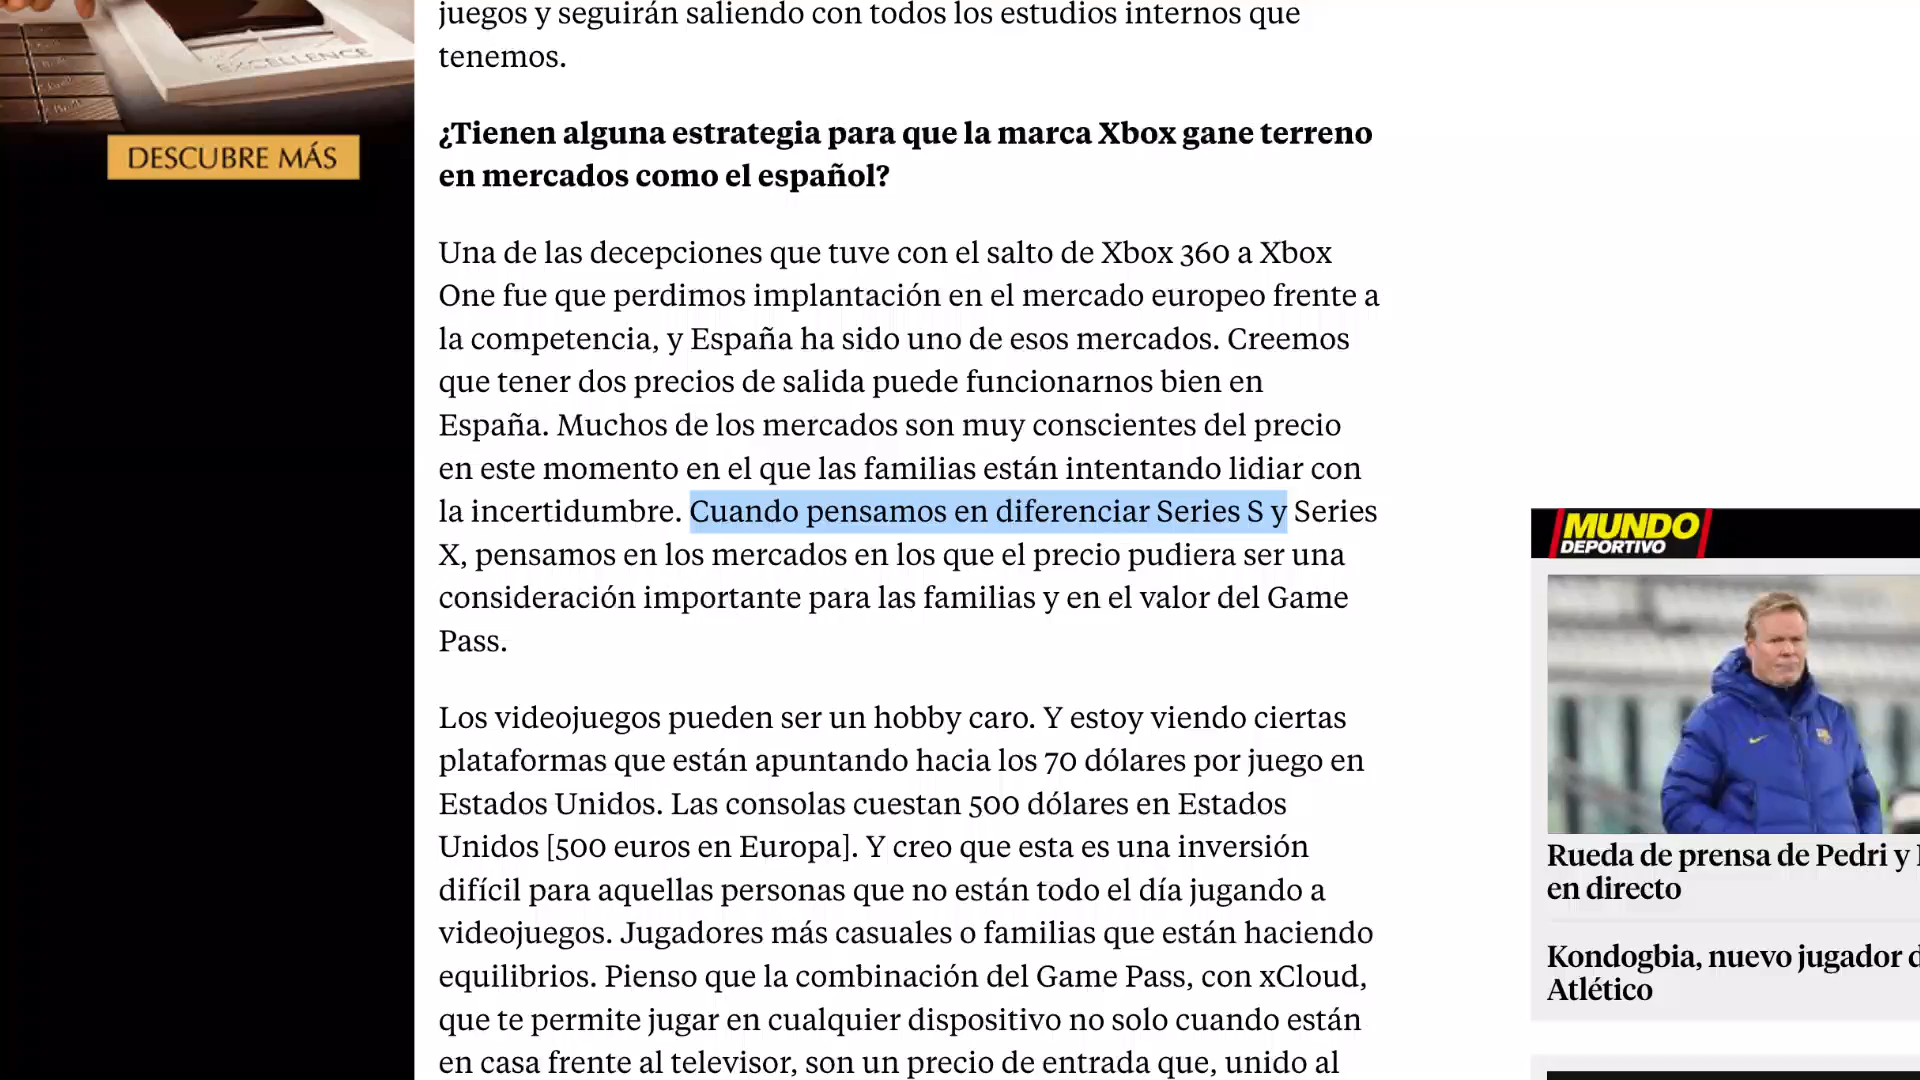 juegos y seguirán saliendo con todos los estudios internos que
tenemos.
EXCELLENCE
DESCUBRE MÁS
¿Tienen alguna estrategia para que la marca Xbox gane terreno
en mercados como el español?
Una de las decepciones que tuve con el salto de Xbox 360 a Xbox
One fue que perdimos implantación en el mercado europeo frente a
la competencia, y España ha sido uno de esos mercados. Creemos
que tener dos precios de salida puede funcionarnos bien en
España. Muchos de los mercados son muy conscientes del precio
en este momento en el que las familias están intentando lidiar con
la incertidumbre. Cuando pensamos en diferenciar Series S y Series
X, pensamos en los mercados en los que el precio pudiera ser una
consideración importante para las familias y en el valor del Game
Pass.
Los videojuegos pueden ser un hobby caro. Y estoy viendo ciertas
plataformas que están apuntando hacia los 70 dólares por juego en
Estados Unidos. Las consolas cuestan 500 dólares en Estados
Unidos [500 euros en Europa]. Y creo que esta es una inversión
difícil para aquellas personas que no están todo el día jugando a
videojuegos. Jugadores más casuales o familias que están haciendo
equilibrios. Pienso que la combinación del Game Pass, con xCloud,
que te permite jugar en cualquier dispositivo no solo cuando están
en casa frente al televisor, son un precio de entrada que, unido al
MUNDO
DEPORTIVO
Rueda de prensa de Pedri y
en directo
Kondogbia, nuevo jugador d
Atlético